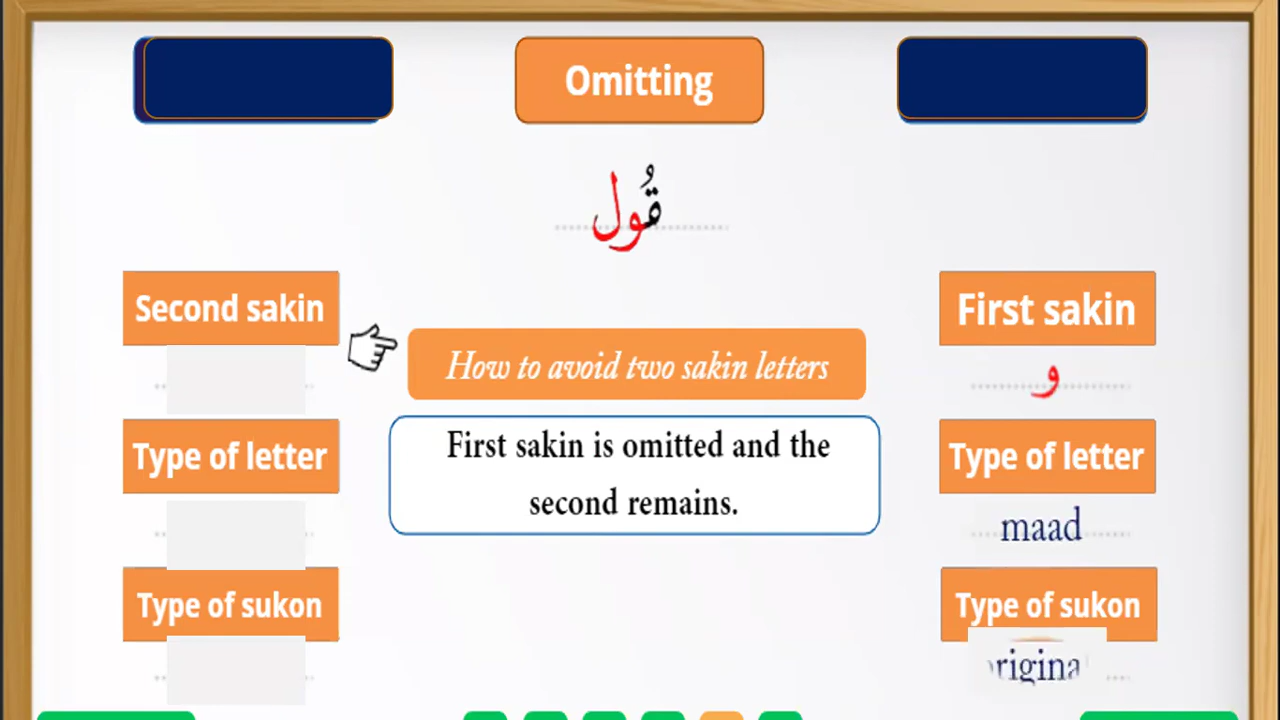 Omitting
قُول
Second sakin
First sakin
How to avoid two sakin letters
و
First sakin is omitted and the
second remains.
Type of letter
Type of letter
maad
Type of sukon
Type of sukon
rigina